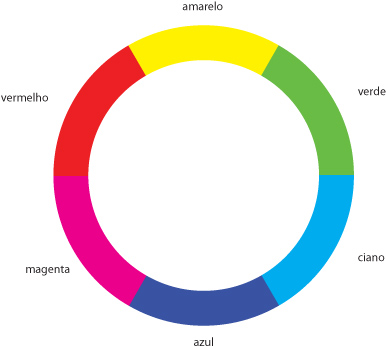 amarelo
verde
vermelho
ciano
magenta
azul